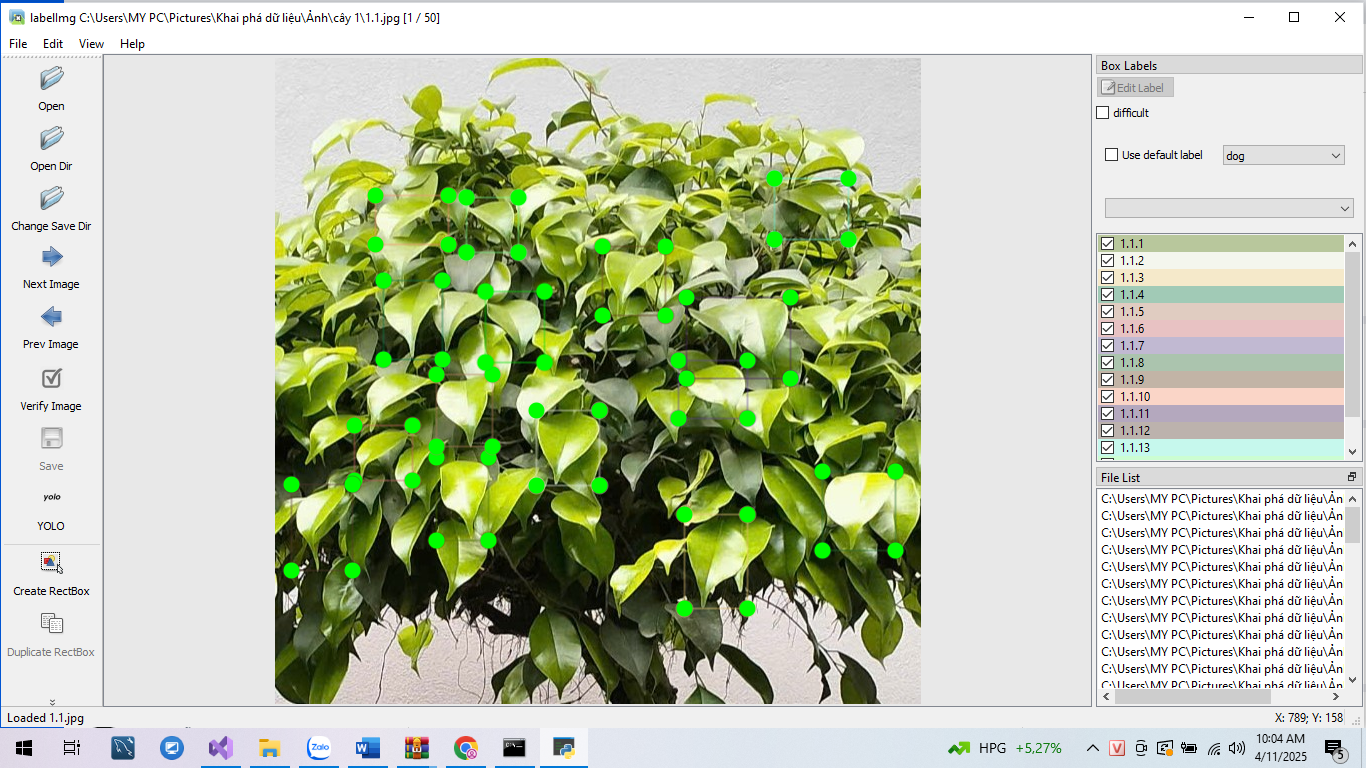 labelImg C:\Users\MY PC\Pictures\Khai phá dữ liệu\Ảnh\cây 1\1.1.jpg [1 / 50]
File Edit View Help
Open
Open Dir
Change Save Dir
Next Image
Prev Image
Verify Image
Save
yolo
YOLO
Create RectBox
Duplicate RectBox
Box Labels
Edit Label
difficult
Use default label dog
1.1.1
1.1.2
1.1.3
1.1.4
1.1.5
1.1.6
1.1.7
1.1.8
1.1.9
1.1.10
1.1.11
1.1.12
1.1.13
File List
C:\Users\MY PC\Pictures\Khai phá dữ liệu\Ản
C:\Users\MY PC\Pictures\Khai phá dữ liệu\Ản
C:\Users\MY PC\Pictures\Khai phá dữ liệu\Ản
C:\Users\MY PC\Pictures\Khai phá dữ liệu\Ản
C:\Users\MY PC\Pictures\Khai phá dữ liệu\Ản
C:\Users\MY PC\Pictures\Khai phá dữ liệu\Ản
C:\Users\MY PC\Pictures\Khai phá dữ liệu\Ản
C:\Users\MY PC\Pictures\Khai phá dữ liệu\Ản
C:\Users\MY PC\Pictures\Khai phá dữ liệu\Ản
C:\Users\MY PC\Pictures\Khai phá dữ liệu\Ản
C:\Users\MY PC\Pictures\Khai phá dữ liệu\Ản
C:\Users\MY PC\Pictures\Khai phá dữ liệu\Ản
Loaded 1.1.jpg
X: 789; Y: 158
Zalo
HPG +5,27%
V
10:04 AM
4/11/2025
5